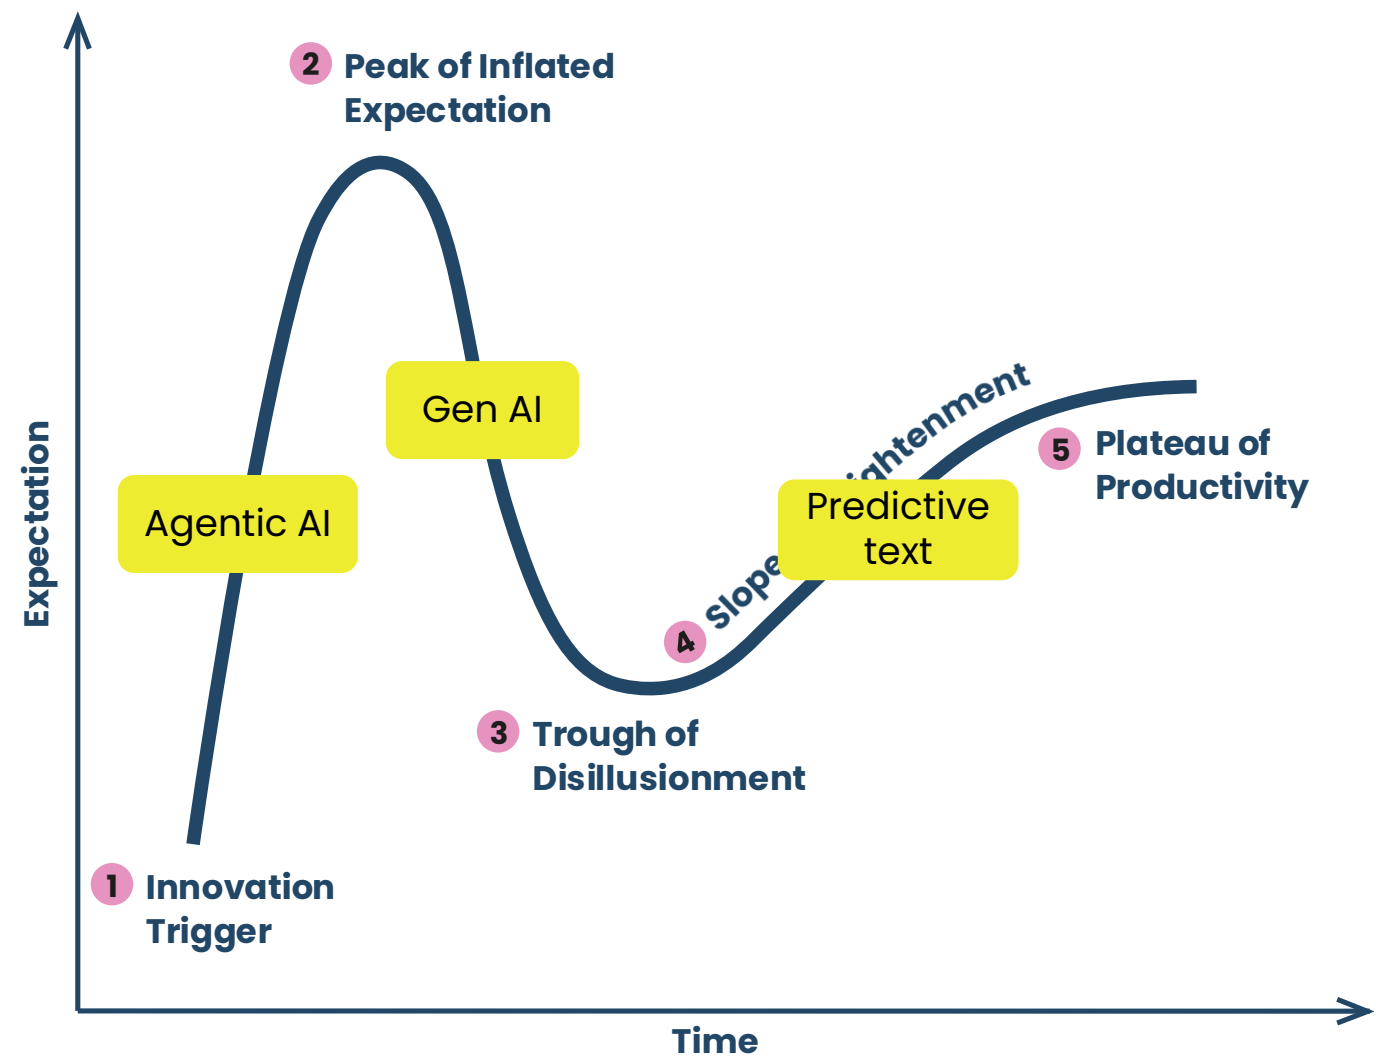 2 Peak of Inflated
Expectation
Gen AI
Agentic AI
Slope
ightenment
Predictive
text
4
5 Plateau of
Productivity
3 Trough of
Disillusionment
1 Innovation
Trigger
Expectation
Time